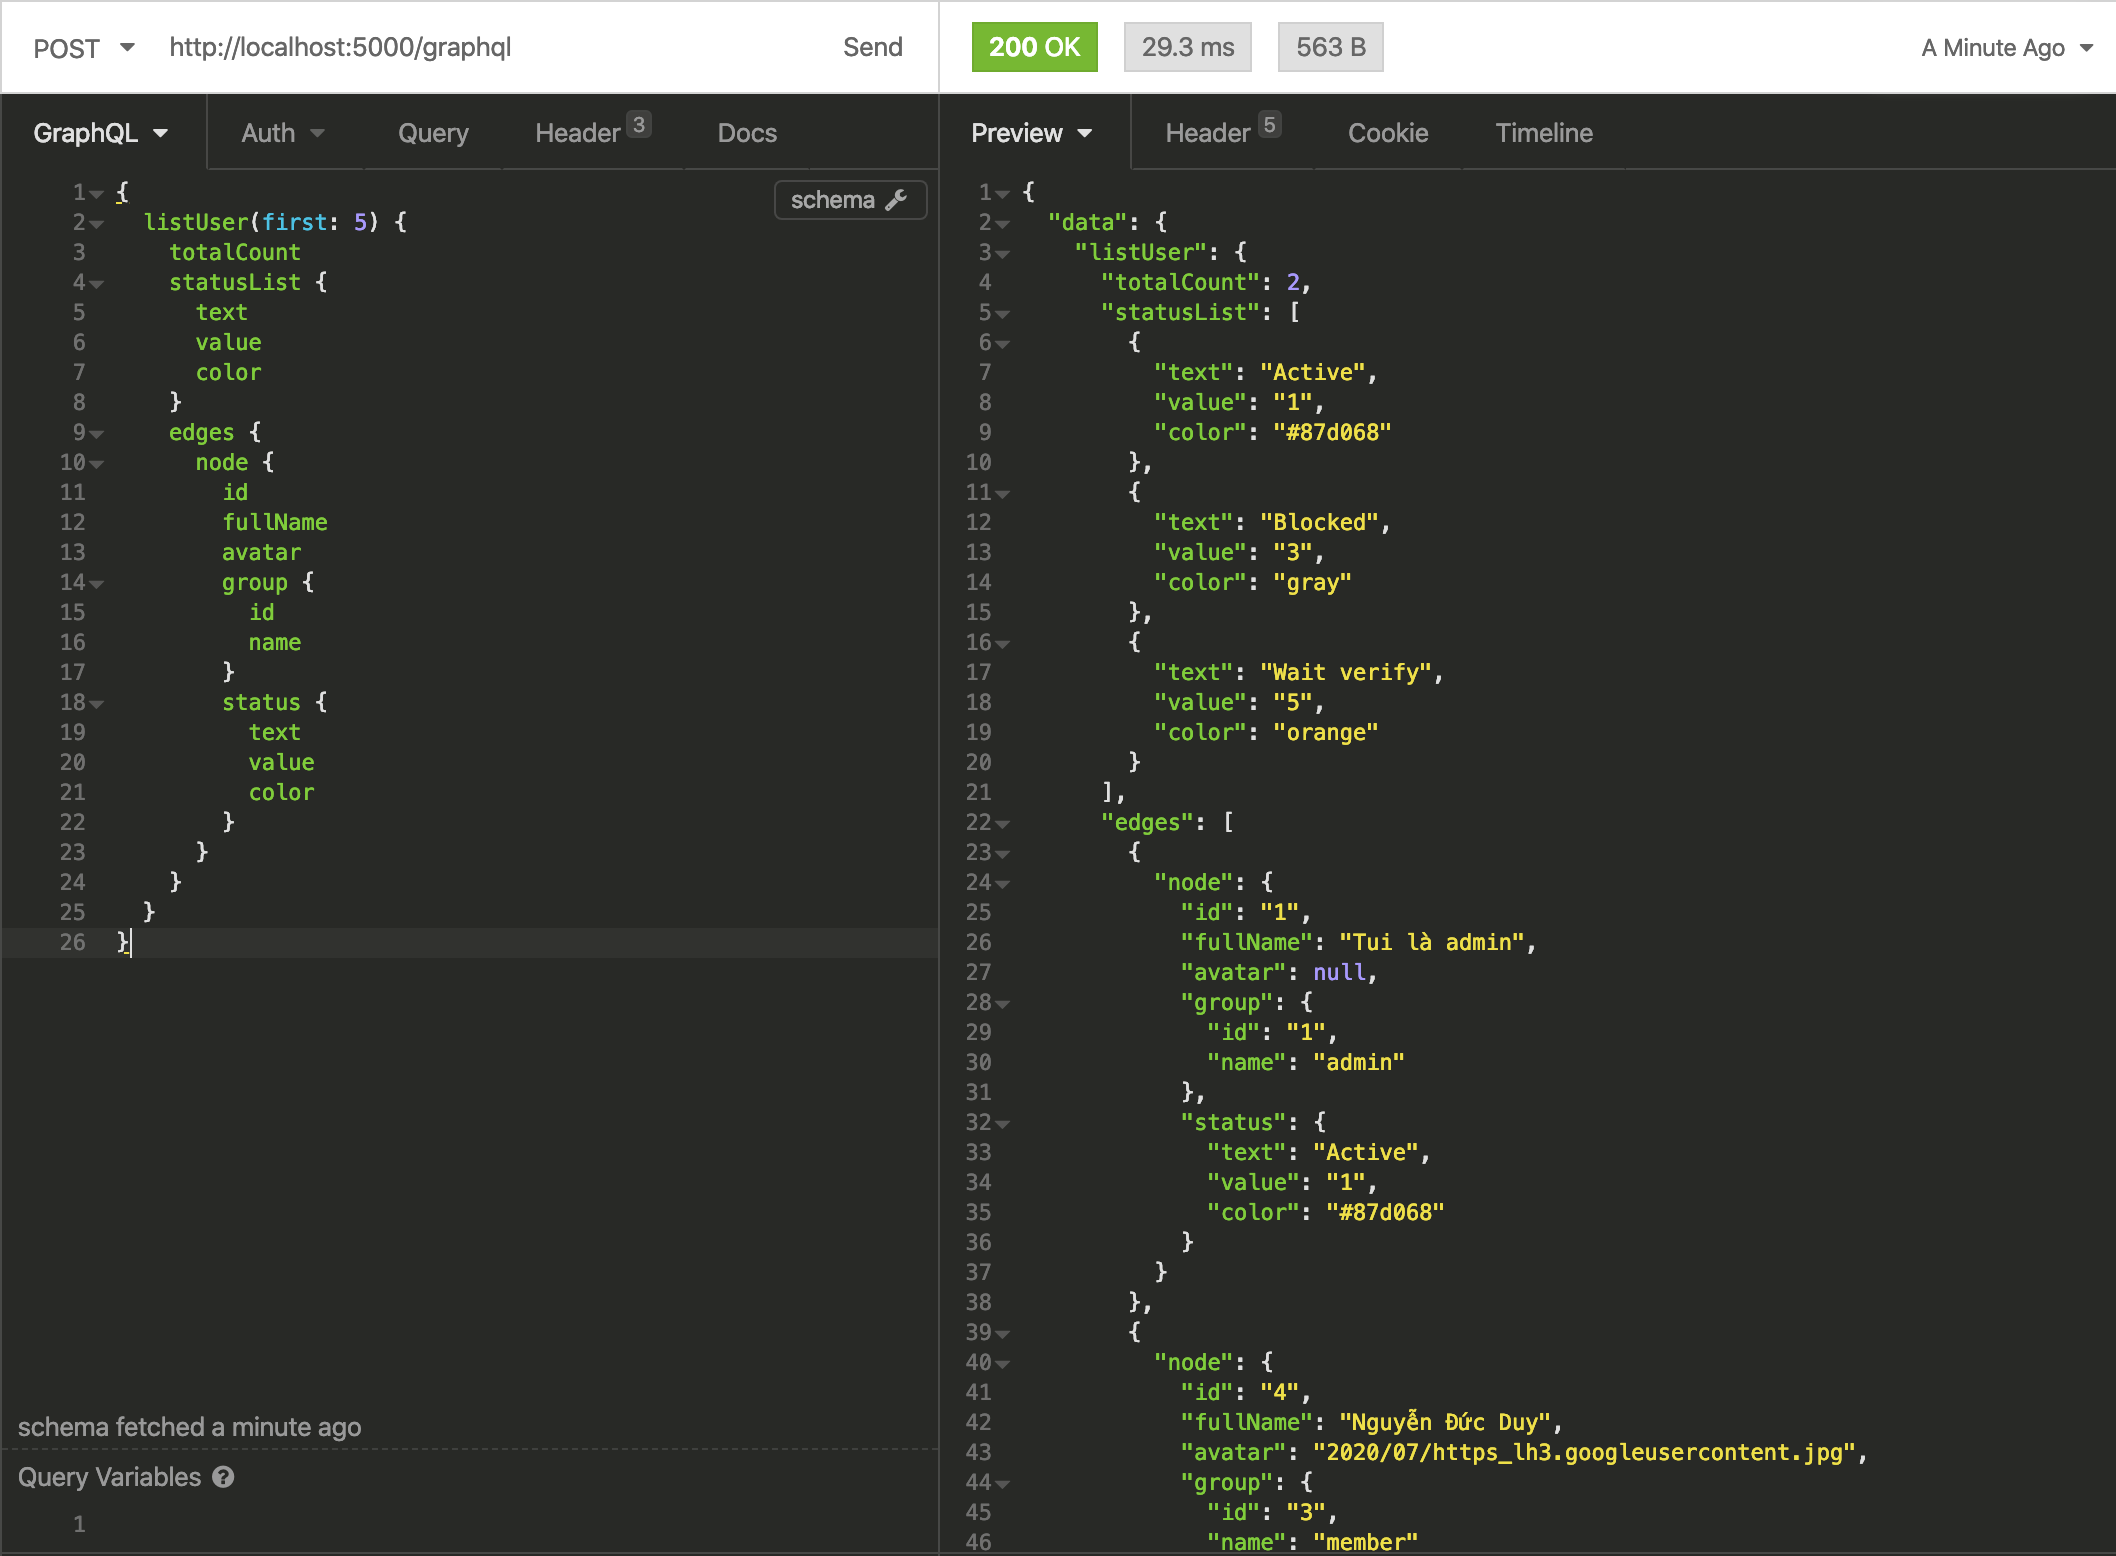 POST http://localhost:5000/graphql Send
200 OK 29.3 ms 563 B A Minute Ago
GraphQL Auth Query Header 3 Docs
schema
1 {
2 listUser(first: 5) {
3 totalCount
4 statusList {
5 text
6 value
7 color
8 }
9 edges {
10 node {
11 id
12 fullName
13 avatar
14 group {
15 id
16 name
17 }
18 status {
19 text
20 value
21 color
22 }
23 }
24 }
25 }
26 }
schema fetched a minute ago
Query Variables ?
1
Preview Header 5 Cookie Timeline
1 {
2 "data": {
3 "listUser": {
4 "totalCount": 2,
5 "statusList": [
6 {
7 "text": "Active",
8 "value": "1",
9 "color": "#87d068"
10 },
11 {
12 "text": "Blocked",
13 "value": "3",
14 "color": "gray"
15 },
16 {
17 "text": "Wait verify",
18 "value": "5",
19 "color": "orange"
20 }
21 ],
22 "edges": [
23 {
24 "node": {
25 "id": "1",
26 "fullName": "Tui là admin",
27 "avatar": null,
28 "group": {
29 "id": "1",
30 "name": "admin"
31 },
32 "status": {
33 "text": "Active",
34 "value": "1",
35 "color": "#87d068"
36 }
37 }
38 },
39 {
40 "node": {
41 "id": "4",
42 "fullName": "Nguyễn Đức Duy",
43 "avatar": "2020/07/https_lh3.googleusercontent.jpg",
44 "group": {
45 "id": "3",
46 "name": "member"